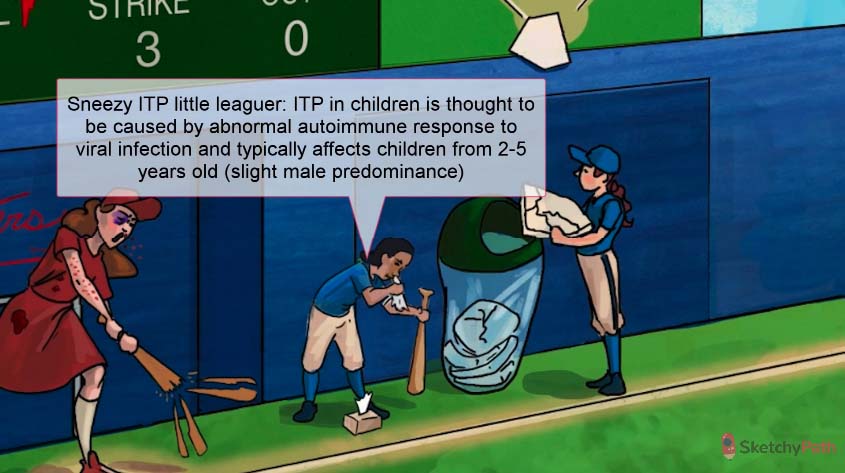 STRIKE
3
0
Sneezy ITP little leaguer: ITP in children is thought to
be caused by abnormal autoimmune response to
viral infection and typically affects children from 2-5
years old (slight male predominance)
SketchyPath